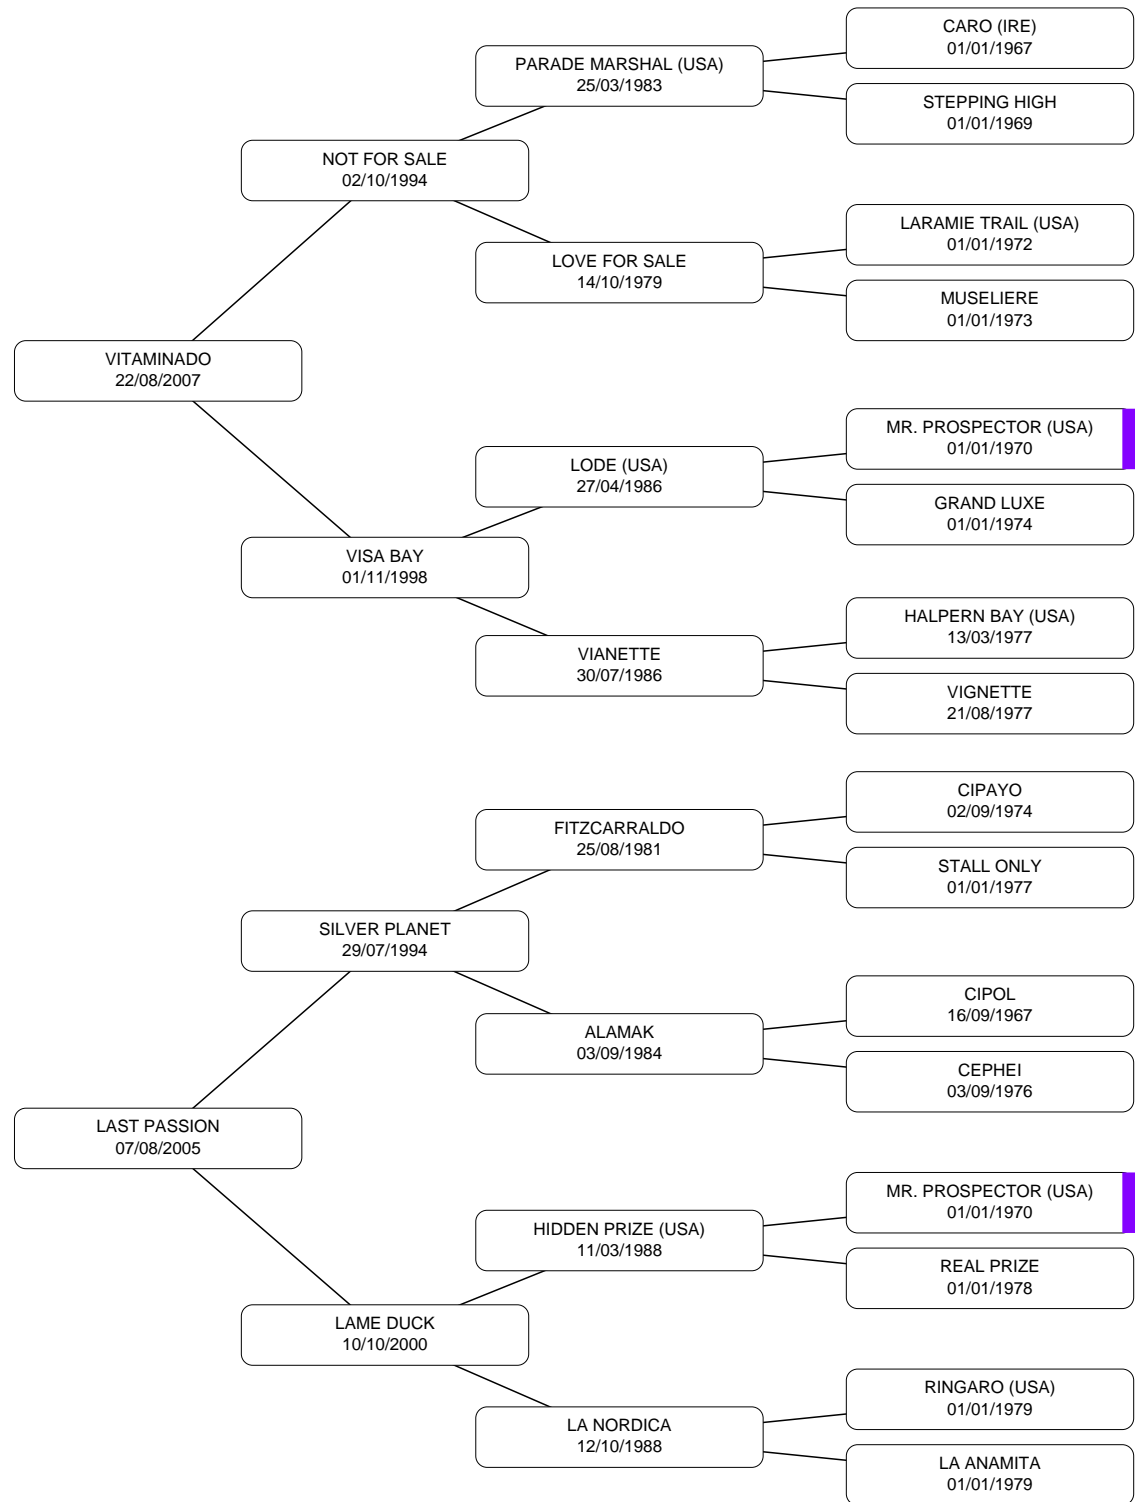 CARO (IRE)
01/01/1967
PARADE MARSHAL (USA)
25/03/1983
STEPPING HIGH
01/01/1969
NOT FOR SALE
02/10/1994
LARAMIE TRAIL (USA)
01/01/1972
LOVE FOR SALE
14/10/1979
MUSELIERE
01/01/1973
VITAMINADO
22/08/2007
MR. PROSPECTOR (USA)
01/01/1970
LODE (USA)
27/04/1986
GRAND LUXE
01/01/1974
VISA BAY
01/11/1998
HALPERN BAY (USA)
13/03/1977
VIANETTE
30/07/1986
VIGNETTE
21/08/1977
CIPAYO
02/09/1974
FITZCARRALDO
25/08/1981
STALL ONLY
01/01/1977
SILVER PLANET
29/07/1994
CIPOL
16/09/1967
ALAMAK
03/09/1984
CEPHEI
03/09/1976
LAST PASSION
07/08/2005
MR. PROSPECTOR (USA)
01/01/1970
HIDDEN PRIZE (USA)
11/03/1988
REAL PRIZE
01/01/1978
LAME DUCK
10/10/2000
RINGARO (USA)
01/01/1979
LA NORDICA
12/10/1988
LA ANAMITA
01/01/1979